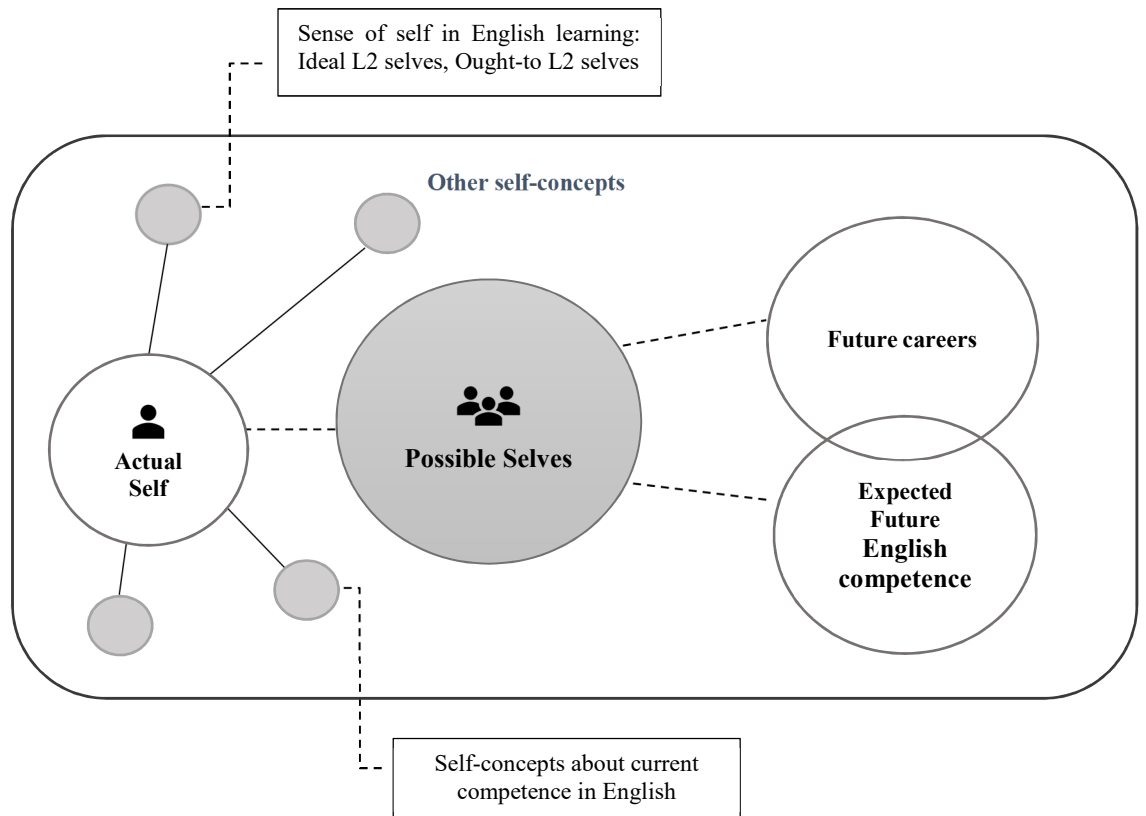 Sense of self in English learning:
Ideal L2 selves, Ought-to L2 selves
Other self-concepts
Future careers
Actual
Self
Possible Selves
Expected
Future
English
competence
Self-concepts about current
competence in English